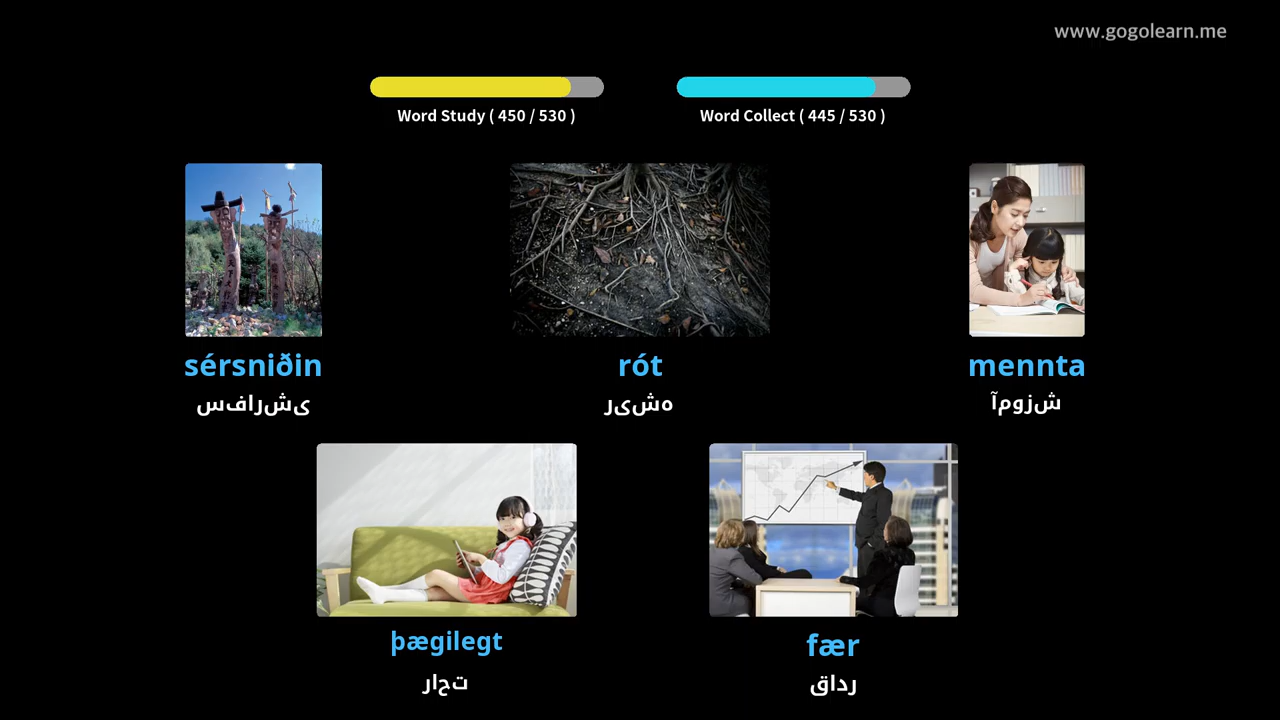 www.gogolearn.me
Word Study ( 450 / 530 )
Word Collect ( 445 / 530 )
sérsniðin
یشرافس
rót
هشیر
mennta
شزومآ
þægilegt
تحار
fær
رداق